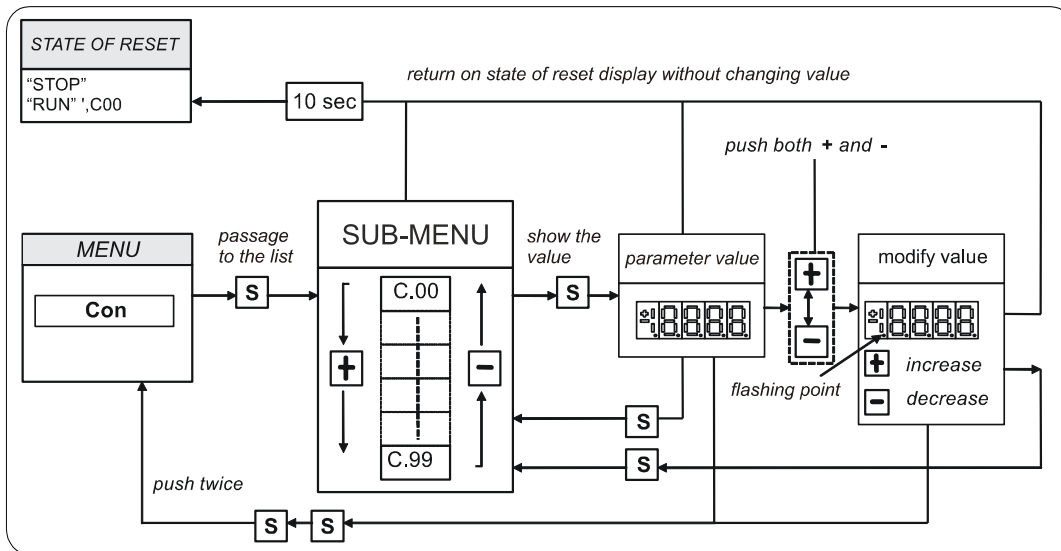 STATE OF RESET
“STOP”
“RUN” ',C00
10 sec
return on state of reset display without changing value
push both + and -
MENU
Con
passage
to the list
S
SUB-MENU
C.00
+
-
C.99
show the
value
S
parameter value
+
-
modify value
flashing point
+ increase
- decrease
S
S
push twice
S
S